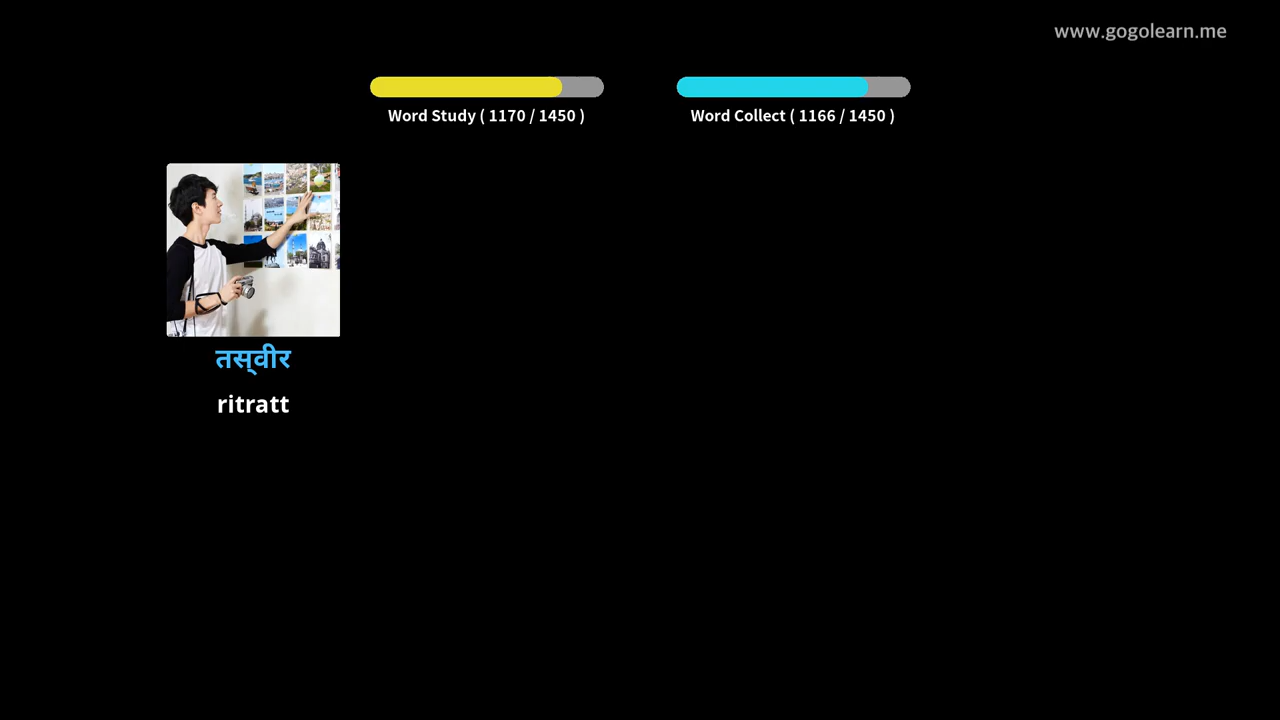 www.gogolearn.me
Word Study ( 1170 / 1450 )
Word Collect ( 1166 / 1450 )
तस्वीर
ritratt